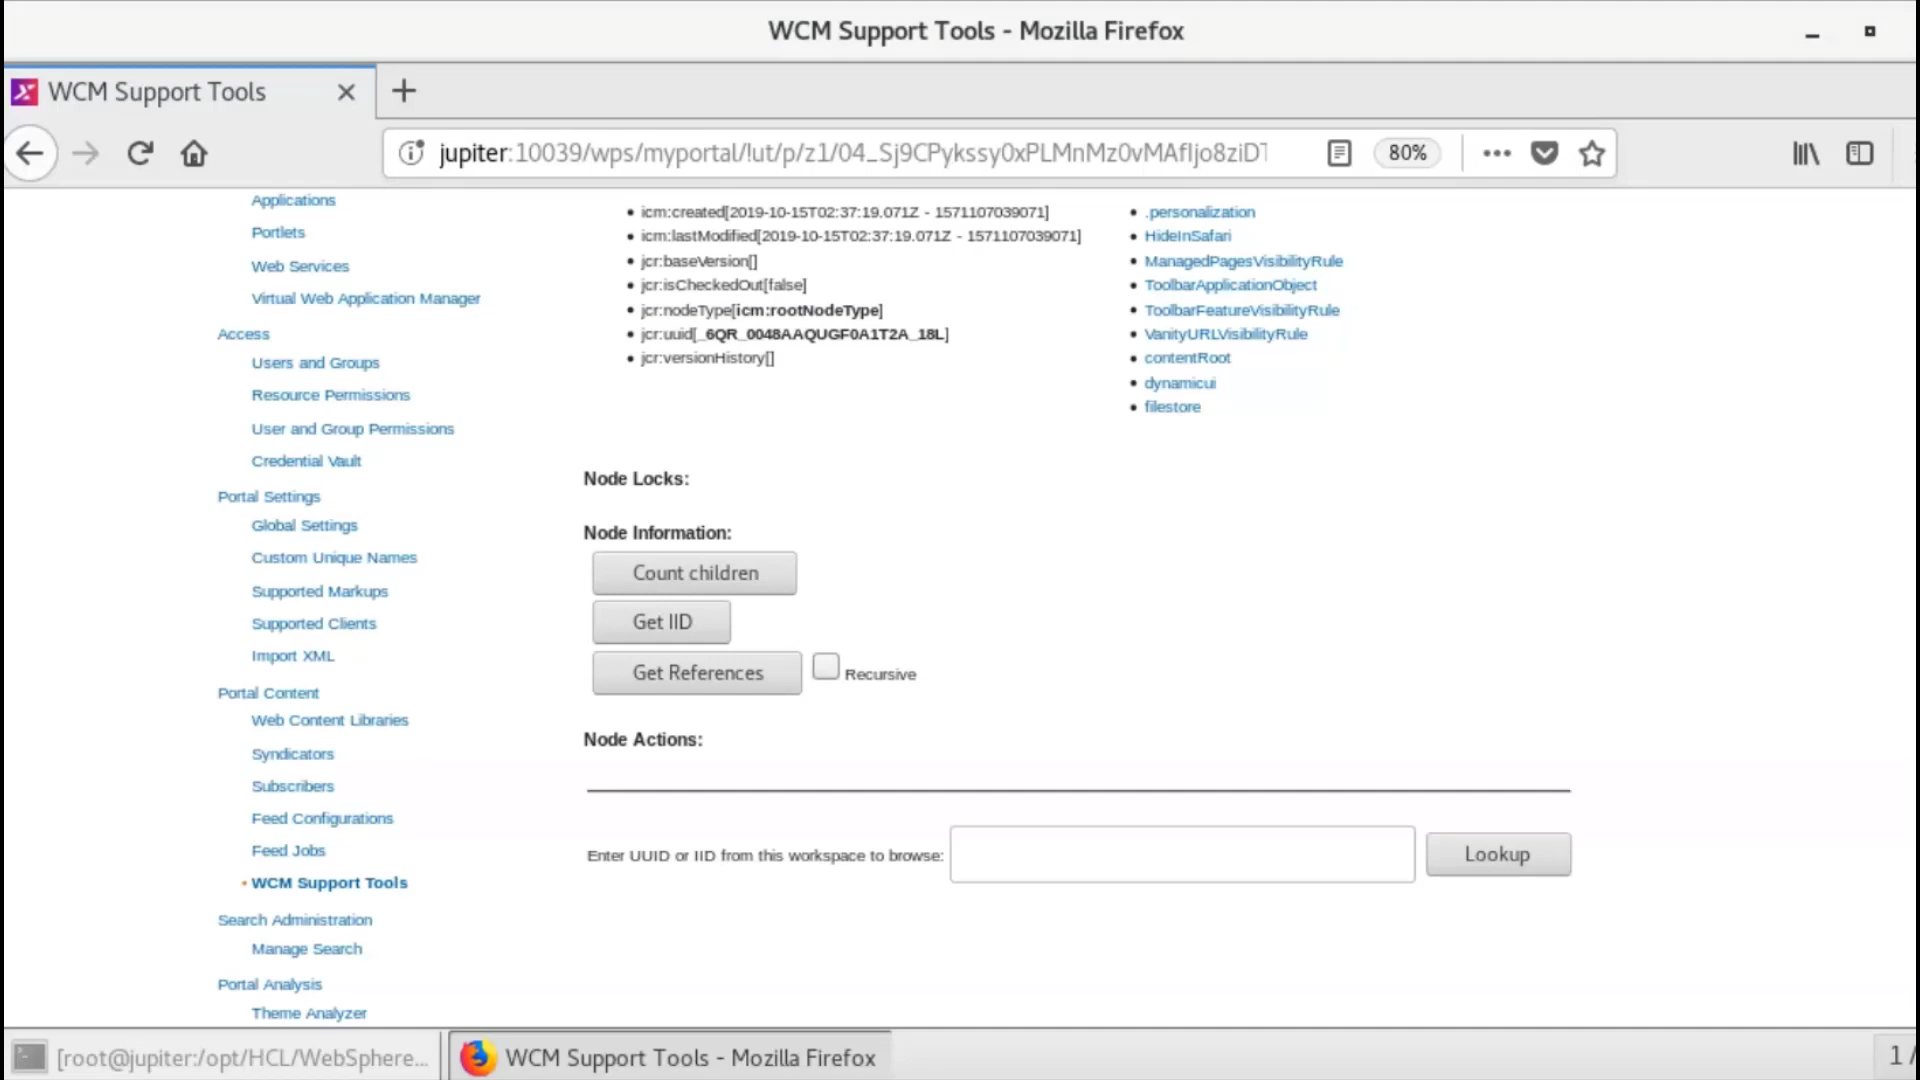 WCM Support Tools - Mozilla Firefox
WCM Support Tools
jupiter:10039/wps/myportal/!ut/p/z1/04_Sj9CPykssy0xPLMnMz0vMAfIjo8ziDT
80%
Applications
Portlets
Web Services
Virtual Web Application Manager
Access
Users and Groups
Resource Permissions
User and Group Permissions
Credential Vault
Portal Settings
Global Settings
Custom Unique Names
Supported Markups
Supported Clients
Import XML
Portal Content
Web Content Libraries
Syndicators
Subscribers
Feed Configurations
Feed Jobs
WCM Support Tools
Search Administration
Manage Search
Portal Analysis
Theme Analyzer
icm:created[2019-10-15T02:37:19.071Z - 1571107039071]
icm:lastModified[2019-10-15T02:37:19.071Z - 1571107039071]
jcr:baseVersion[]
jcr:isCheckedOut[false]
jcr:nodeType[icm:rootNodeType]
jcr:uuid[_6QR_0048AAQUGF0A1T2A_18L]
jcr:versionHistory[]
.personalization
HideInSafari
ManagedPagesVisibilityRule
ToolbarApplicationObject
ToolbarFeatureVisibilityRule
VanityURLVisibilityRule
contentRoot
dynamicui
filestore
Node Locks:
Node Information:
Count children
Get IID
Get References
Recursive
Node Actions:
Enter UUID or IID from this workspace to browse:
Lookup
[root@jupiter:/opt/HCL/WebSphere...
WCM Support Tools - Mozilla Firefox
1 /